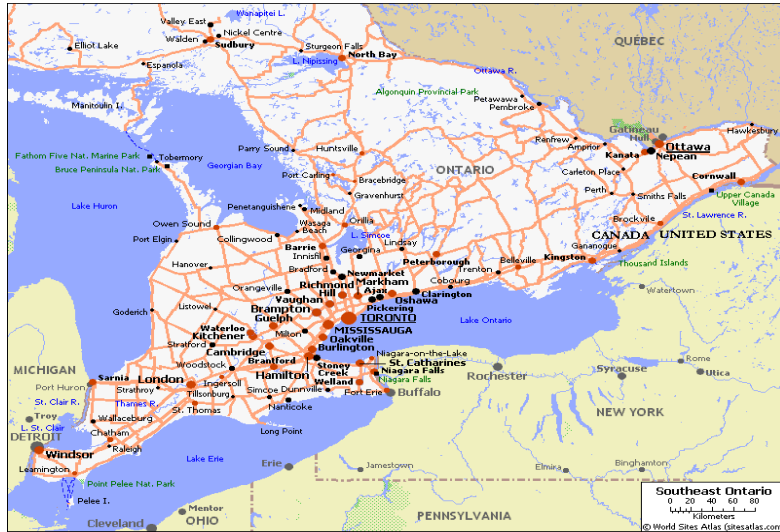 Wanapitei L.
Valley East
Nickel Centre
Walden
Sudbury
Elliot Lake
Espanola
Sturgeon Falls
North Bay
L. Nipissing
QUÉBEC
Ottawa R.
Algonquin Provincial Park
Petawawa
Pembroke
Manitoulin I.
Gatineau
Hull
Hawkesbury
Ottawa
Renfrew
Arnprior
Kanata
Nepean
Fathom Five Nat. Marine Park
Tobermory
Bruce Peninsula Nat. Park
Georgian Bay
Parry Sound
Huntsville
ONTARIO
Carleton Place
Cornwall
Port Carling
Bracebridge
Gravenhurst
Perth
Smiths Falls
Upper Canada
Village
Lake Huron
Penetanguishene
Midland
St. Lawrence R.
Owen Sound
Wasaga
Beach
Orillia
Brockville
Port Elgin
Collingwood
L. Simcoe
CANADA
UNITED STATES
Barrie
Innisfil
Georgina
Lindsay
Peterborough
Belleville
Kingston
Gananoque
Thousand Islands
Hanover
Bradford
Newmarket
Trenton
Cobourg
Orangeville
Richmond
Hill
Markham
Ajax
Clarington
Oshawa
Watertown
Goderich
Listowel
Vaughan
Brampton
Pickering
Guelph
TORONTO
Lake Ontario
Waterloo
Kitchener
Milton
MISSISSAUGA
Oakville
Stratford
Cambridge
Burlington
Niagara-on-the-Lake
MICHIGAN
Woodstock
Brantford
Hamilton
Stoney
Creek
St. Catharines
Niagara Falls
Niagara Falls
Welland
Rochester
Rome
Syracuse
Utica
Port Huron
Sarnia
London
Ingersoll
Strathroy
Tillsonburg
Simcoe
Dunnville
Fort Erie
Buffalo
St. Clair R.
Thames R.
St. Thomas
Nanticoke
NEW YORK
Troy
Wallaceburg
L. St. Clair
Chatham
Long Point
DETROIT
Raleigh
Windsor
Leamington
Lake Erie
Erie
Jamestown
Elmira
Binghamton
Point Pelee Nat. Park
Pelee I.
Mentor
OHIO
Cleveland
PENNSYLVANIA
Southeast Ontario
0 20 40 60 80
Kilometers
© World Sites Atlas (sitesatlas.com)